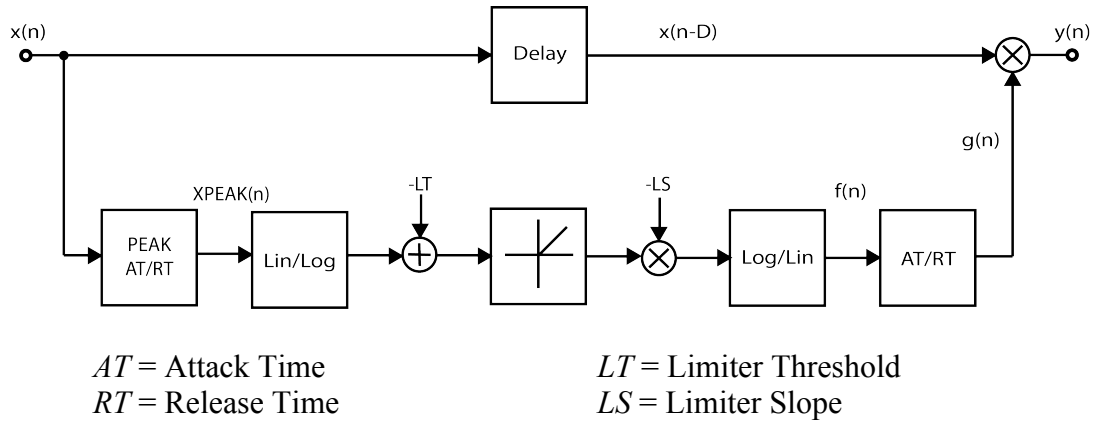 x(n)
Delay
x(n-D)
y(n)
g(n)
XPEAK(n)
-LT
-LS
f(n)
PEAK
AT/RT
Lin/Log
Log/Lin
AT/RT
AT = Attack Time
LT = Limiter Threshold
RT = Release Time
LS = Limiter Slope